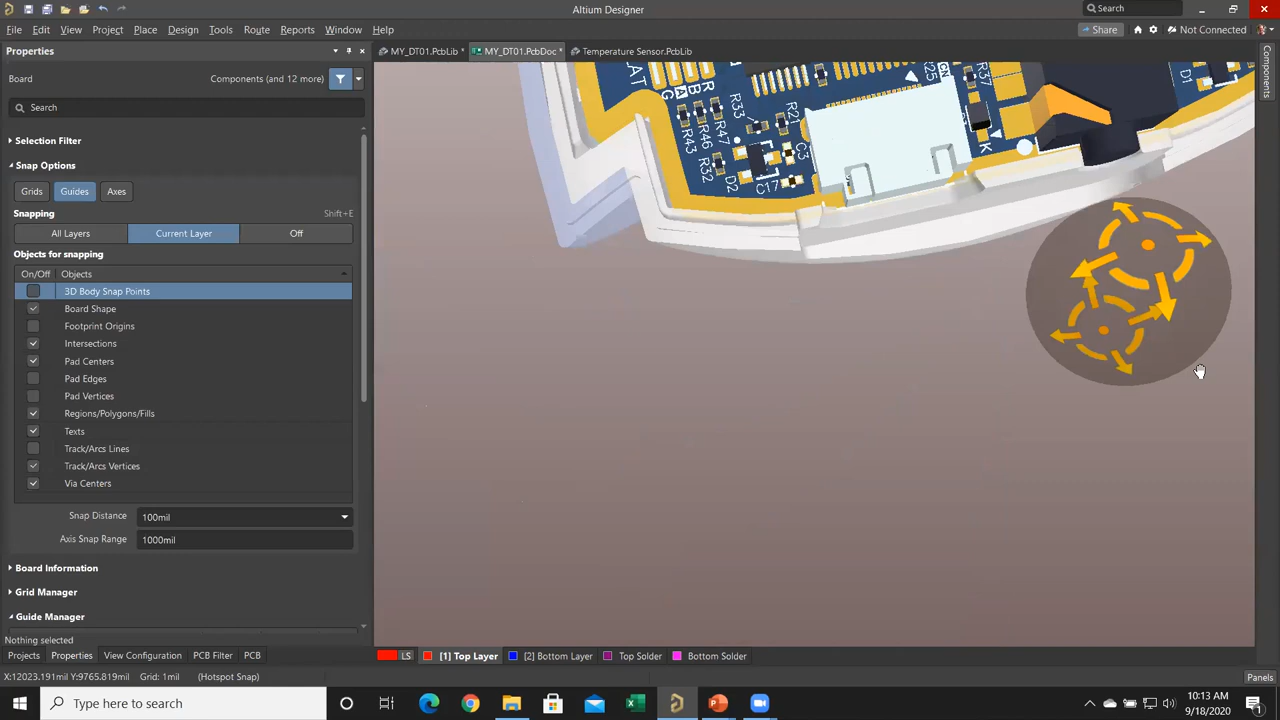 Altium Designer
Search
File Edit View Project Place Design Tools Route Reports Window Help
Share
Not Connected
Properties
MY_DT01.PcbLib *
MY_DT01.PcbDoc *
Temperature Sensor.PcbLib
Components
Board
Components (and 12 more)
Search
Selection Filter
Snap Options
Grids
Guides
Axes
Snapping
Shift+E
All Layers
Current Layer
Off
Objects for snapping
On/Off
Objects
3D Body Snap Points
Board Shape
Footprint Origins
Intersections
Pad Centers
Pad Edges
Pad Vertices
Regions/Polygons/Fills
Texts
Track/Arcs Lines
Track/Arcs Vertices
Via Centers
Snap Distance
100mil
Axis Snap Range
1000mil
Board Information
Grid Manager
Guide Manager
Nothing selected
LAT
G
A
B
R
R43
R46
R47
R33
R32
R21
D2
C3
C17
R25
CN
R37
K
D1
Projects
Properties
View Configuration
PCB Filter
PCB
LS
[1] Top Layer
[2] Bottom Layer
Top Solder
Bottom Solder
X:12023.191mil Y:9765.819mil Grid: 1mil
(Hotspot Snap)
Panels
Type here to search
10:13 AM
9/18/2020
1